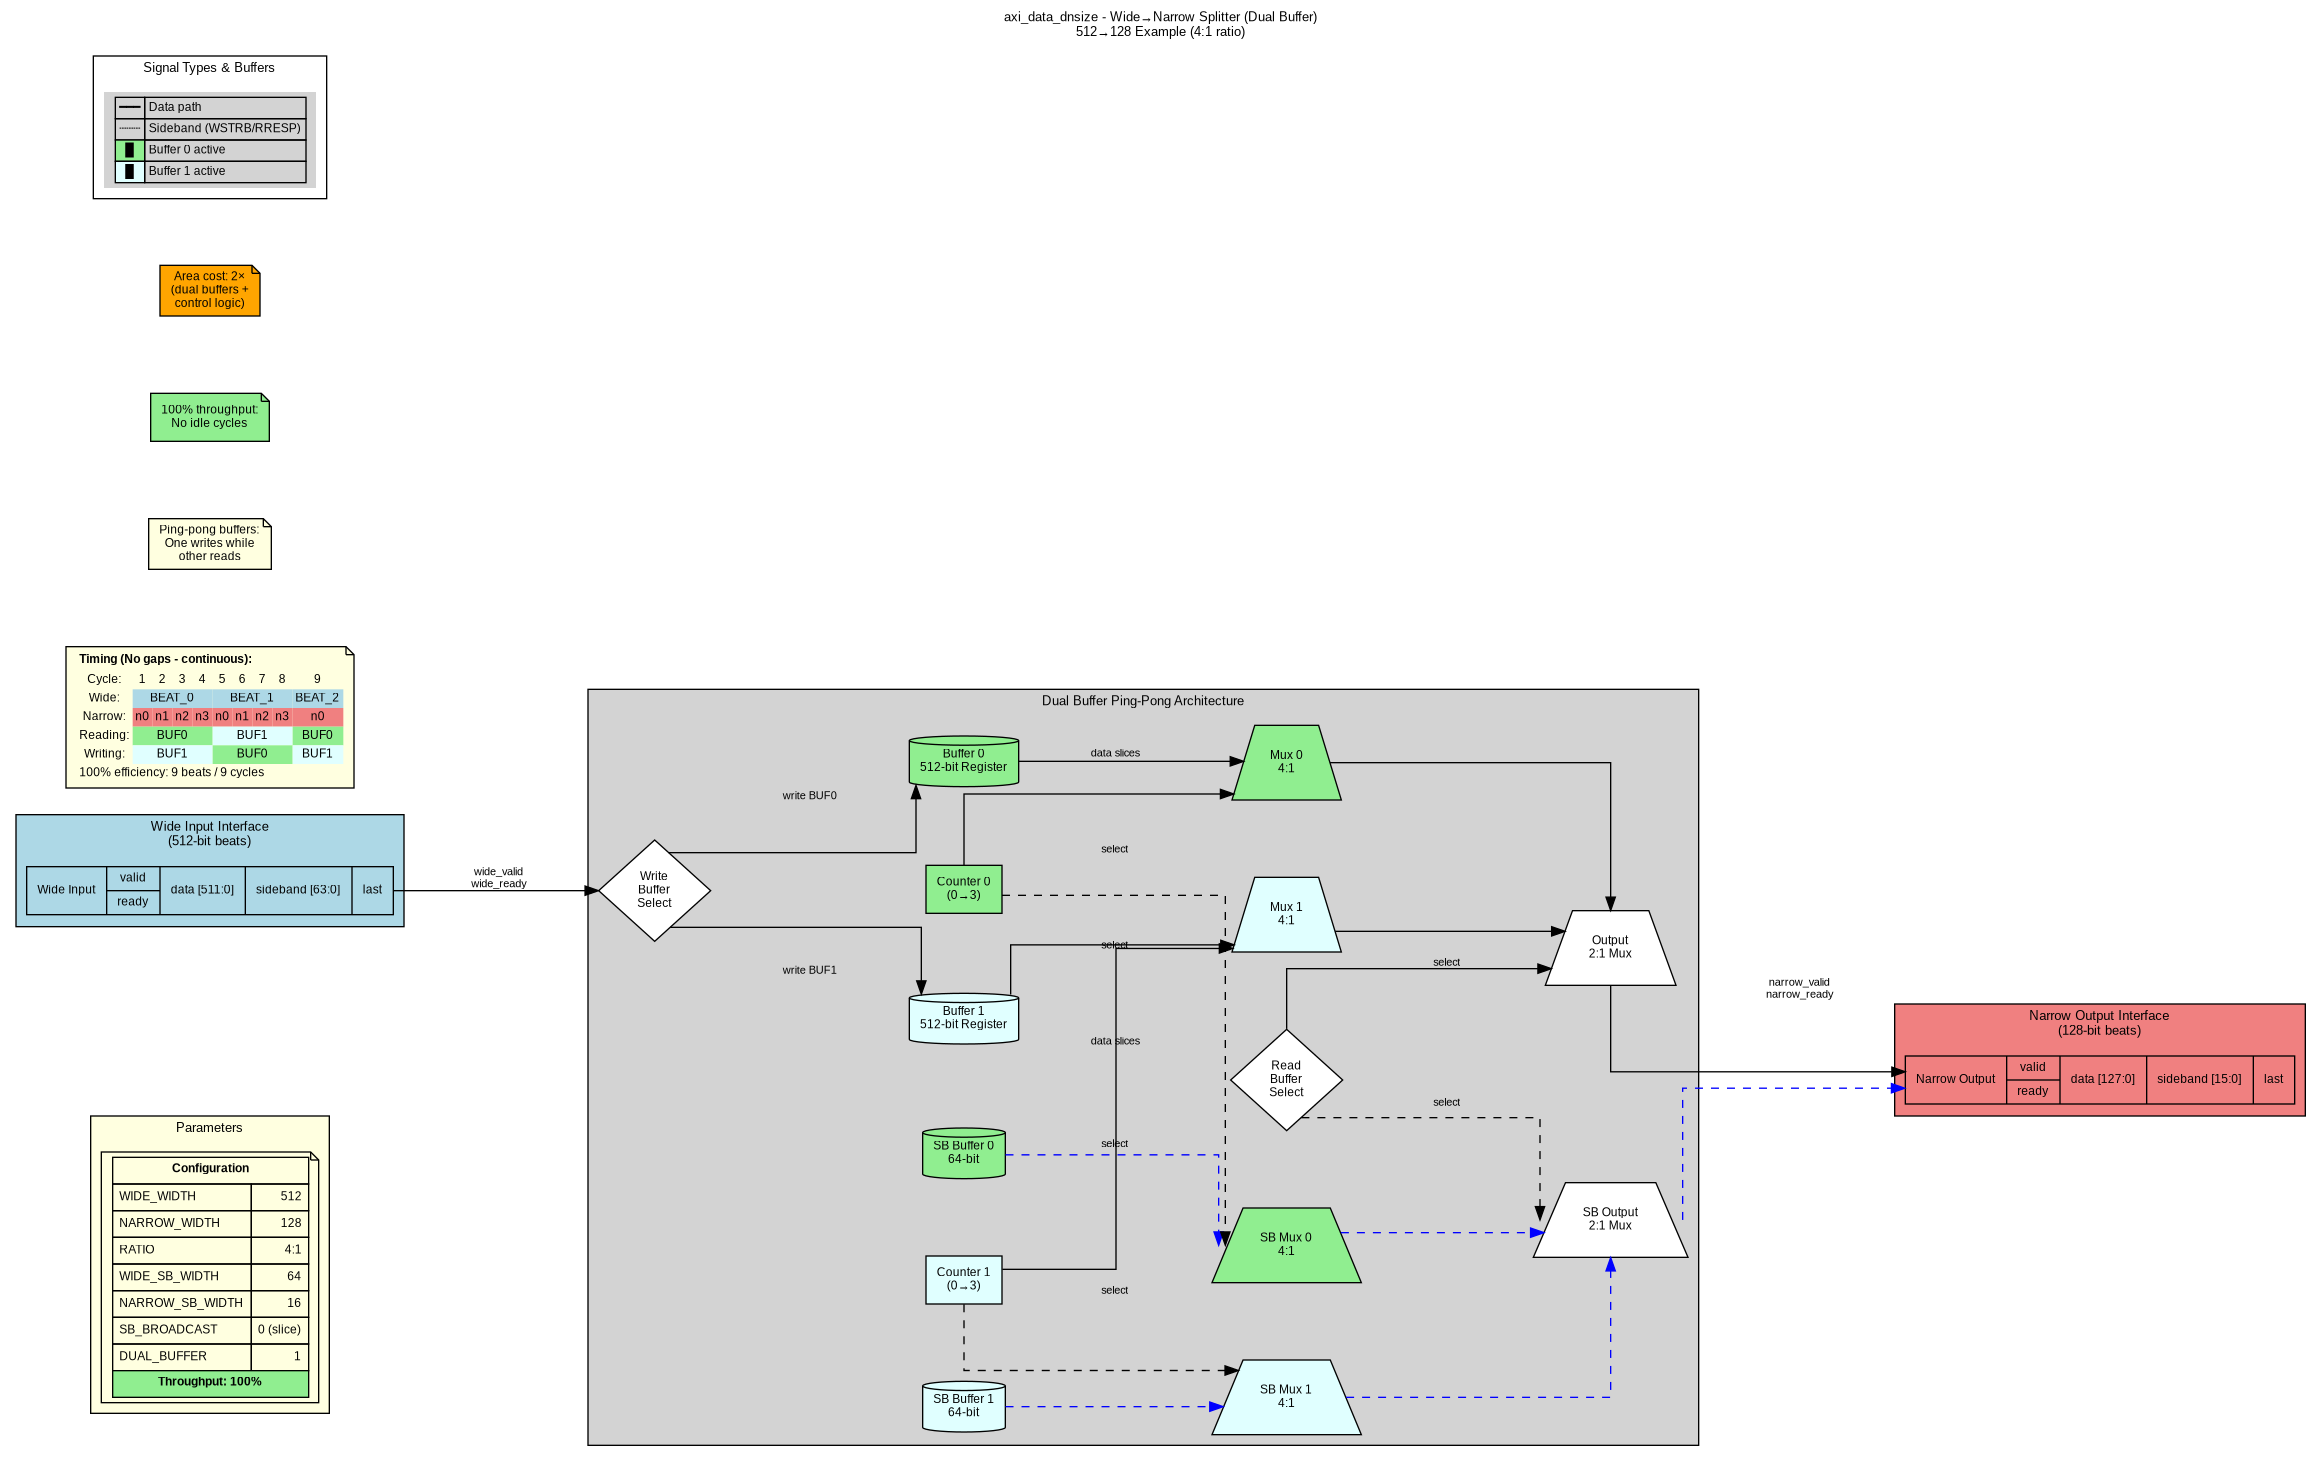 axi_data_dnsize - Wide→Narrow Splitter (Dual Buffer)
512→128 Example (4:1 ratio)
Signal Types & Buffers
Data path
Sideband (WSTRB/RRESP)
Buffer 0 active
Buffer 1 active
Area cost: 2×
(dual buffers +
control logic)
100% throughput:
No idle cycles
Ping-pong buffers:
One writes while
other reads
Timing (No gaps - continuous):
Cycle: 1 2 3 4 5 6 7 8 9
Wide: BEAT_0 BEAT_1 BEAT_2
Narrow: n0 n1 n2 n3 n0 n1 n2 n3 n0
Reading: BUF0 BUF1 BUF0
Writing: BUF1 BUF0 BUF1
100% efficiency: 9 beats / 9 cycles
Wide Input Interface
(512-bit beats)
Wide Input
valid
ready
data [511:0]
sideband [63:0]
last
wide_valid
wide_ready
Parameters
Configuration
WIDE_WIDTH 512
NARROW_WIDTH 128
RATIO 4:1
WIDE_SB_WIDTH 64
NARROW_SB_WIDTH 16
SB_BROADCAST 0 (slice)
DUAL_BUFFER 1
Throughput: 100%
Dual Buffer Ping-Pong Architecture
Write
Buffer
Select
write BUF0
write BUF1
Buffer 0
512-bit Register
Counter 0
(0→3)
Buffer 1
512-bit Register
SB Buffer 0
64-bit
Counter 1
(0→3)
SB Buffer 1
64-bit
data slices
select
select
data slices
select
select
Mux 0
4:1
Mux 1
4:1
Read
Buffer
Select
SB Mux 0
4:1
SB Mux 1
4:1
select
select
Output
2:1 Mux
SB Output
2:1 Mux
narrow_valid
narrow_ready
Narrow Output Interface
(128-bit beats)
Narrow Output
valid
ready
data [127:0]
sideband [15:0]
last